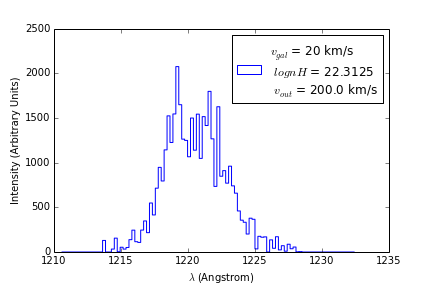 2500
2000
1500
1000
500
0
Intensity (Arbitrary Units)
v_gal = 20 km/s
lognH = 22.3125
v_out = 200.0 km/s
1210 1215 1220 1225 1230 1235
λ (Angstrom)